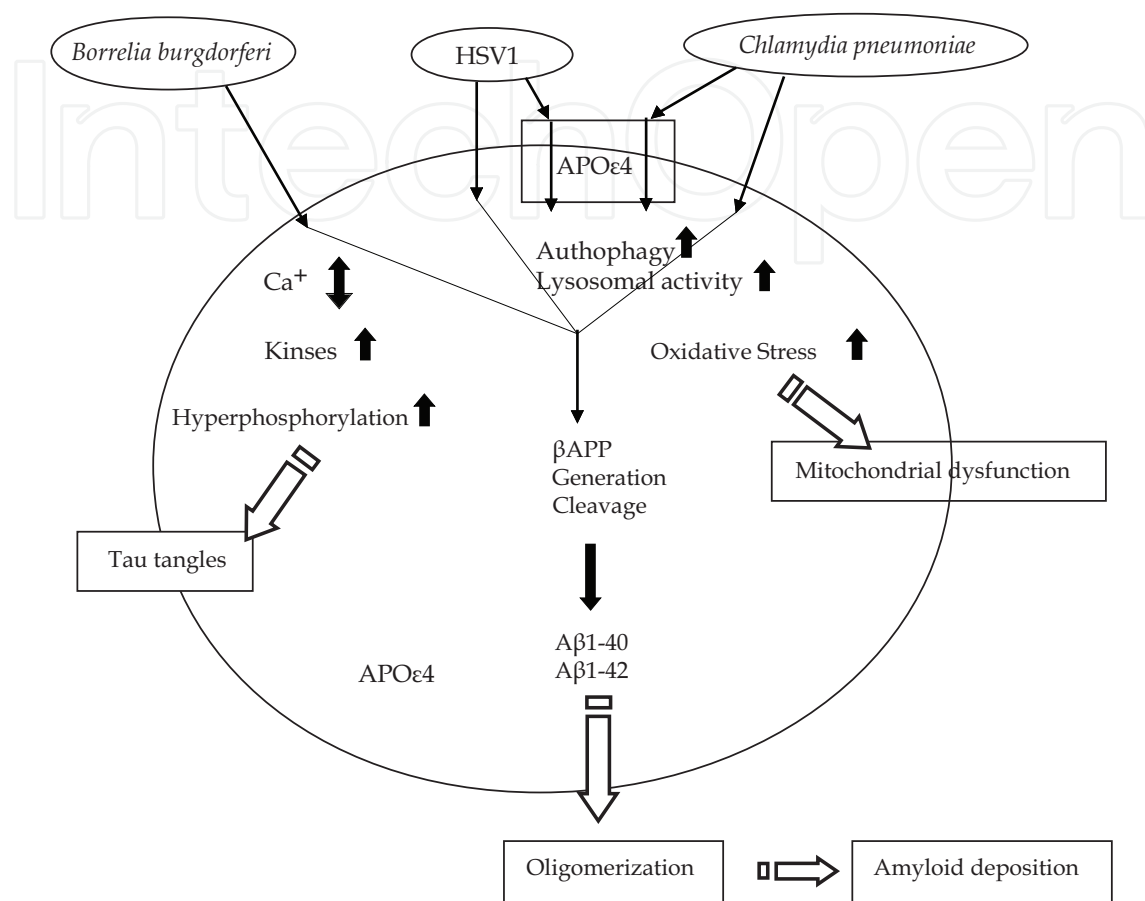 Borrelia burgdorferi
HSV1
Chlamydia pneumoniae
IntechOpen
APOε4
Authophagy
Lysosomal activity
Ca+
Kinses
Oxidative Stress
Hyperphosphorylation
βAPP
Generation
Cleavage
Mitochondrial dysfunction
Tau tangles
Aβ1-40
Aβ1-42
APOε4
Oligomerization
Amyloid deposition